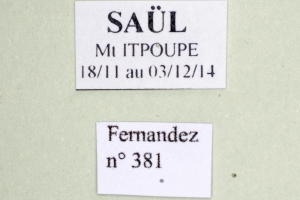 SAÜL
Mt ITPOUPE
18/11 au 03/12/14
Fernandez
n° 381